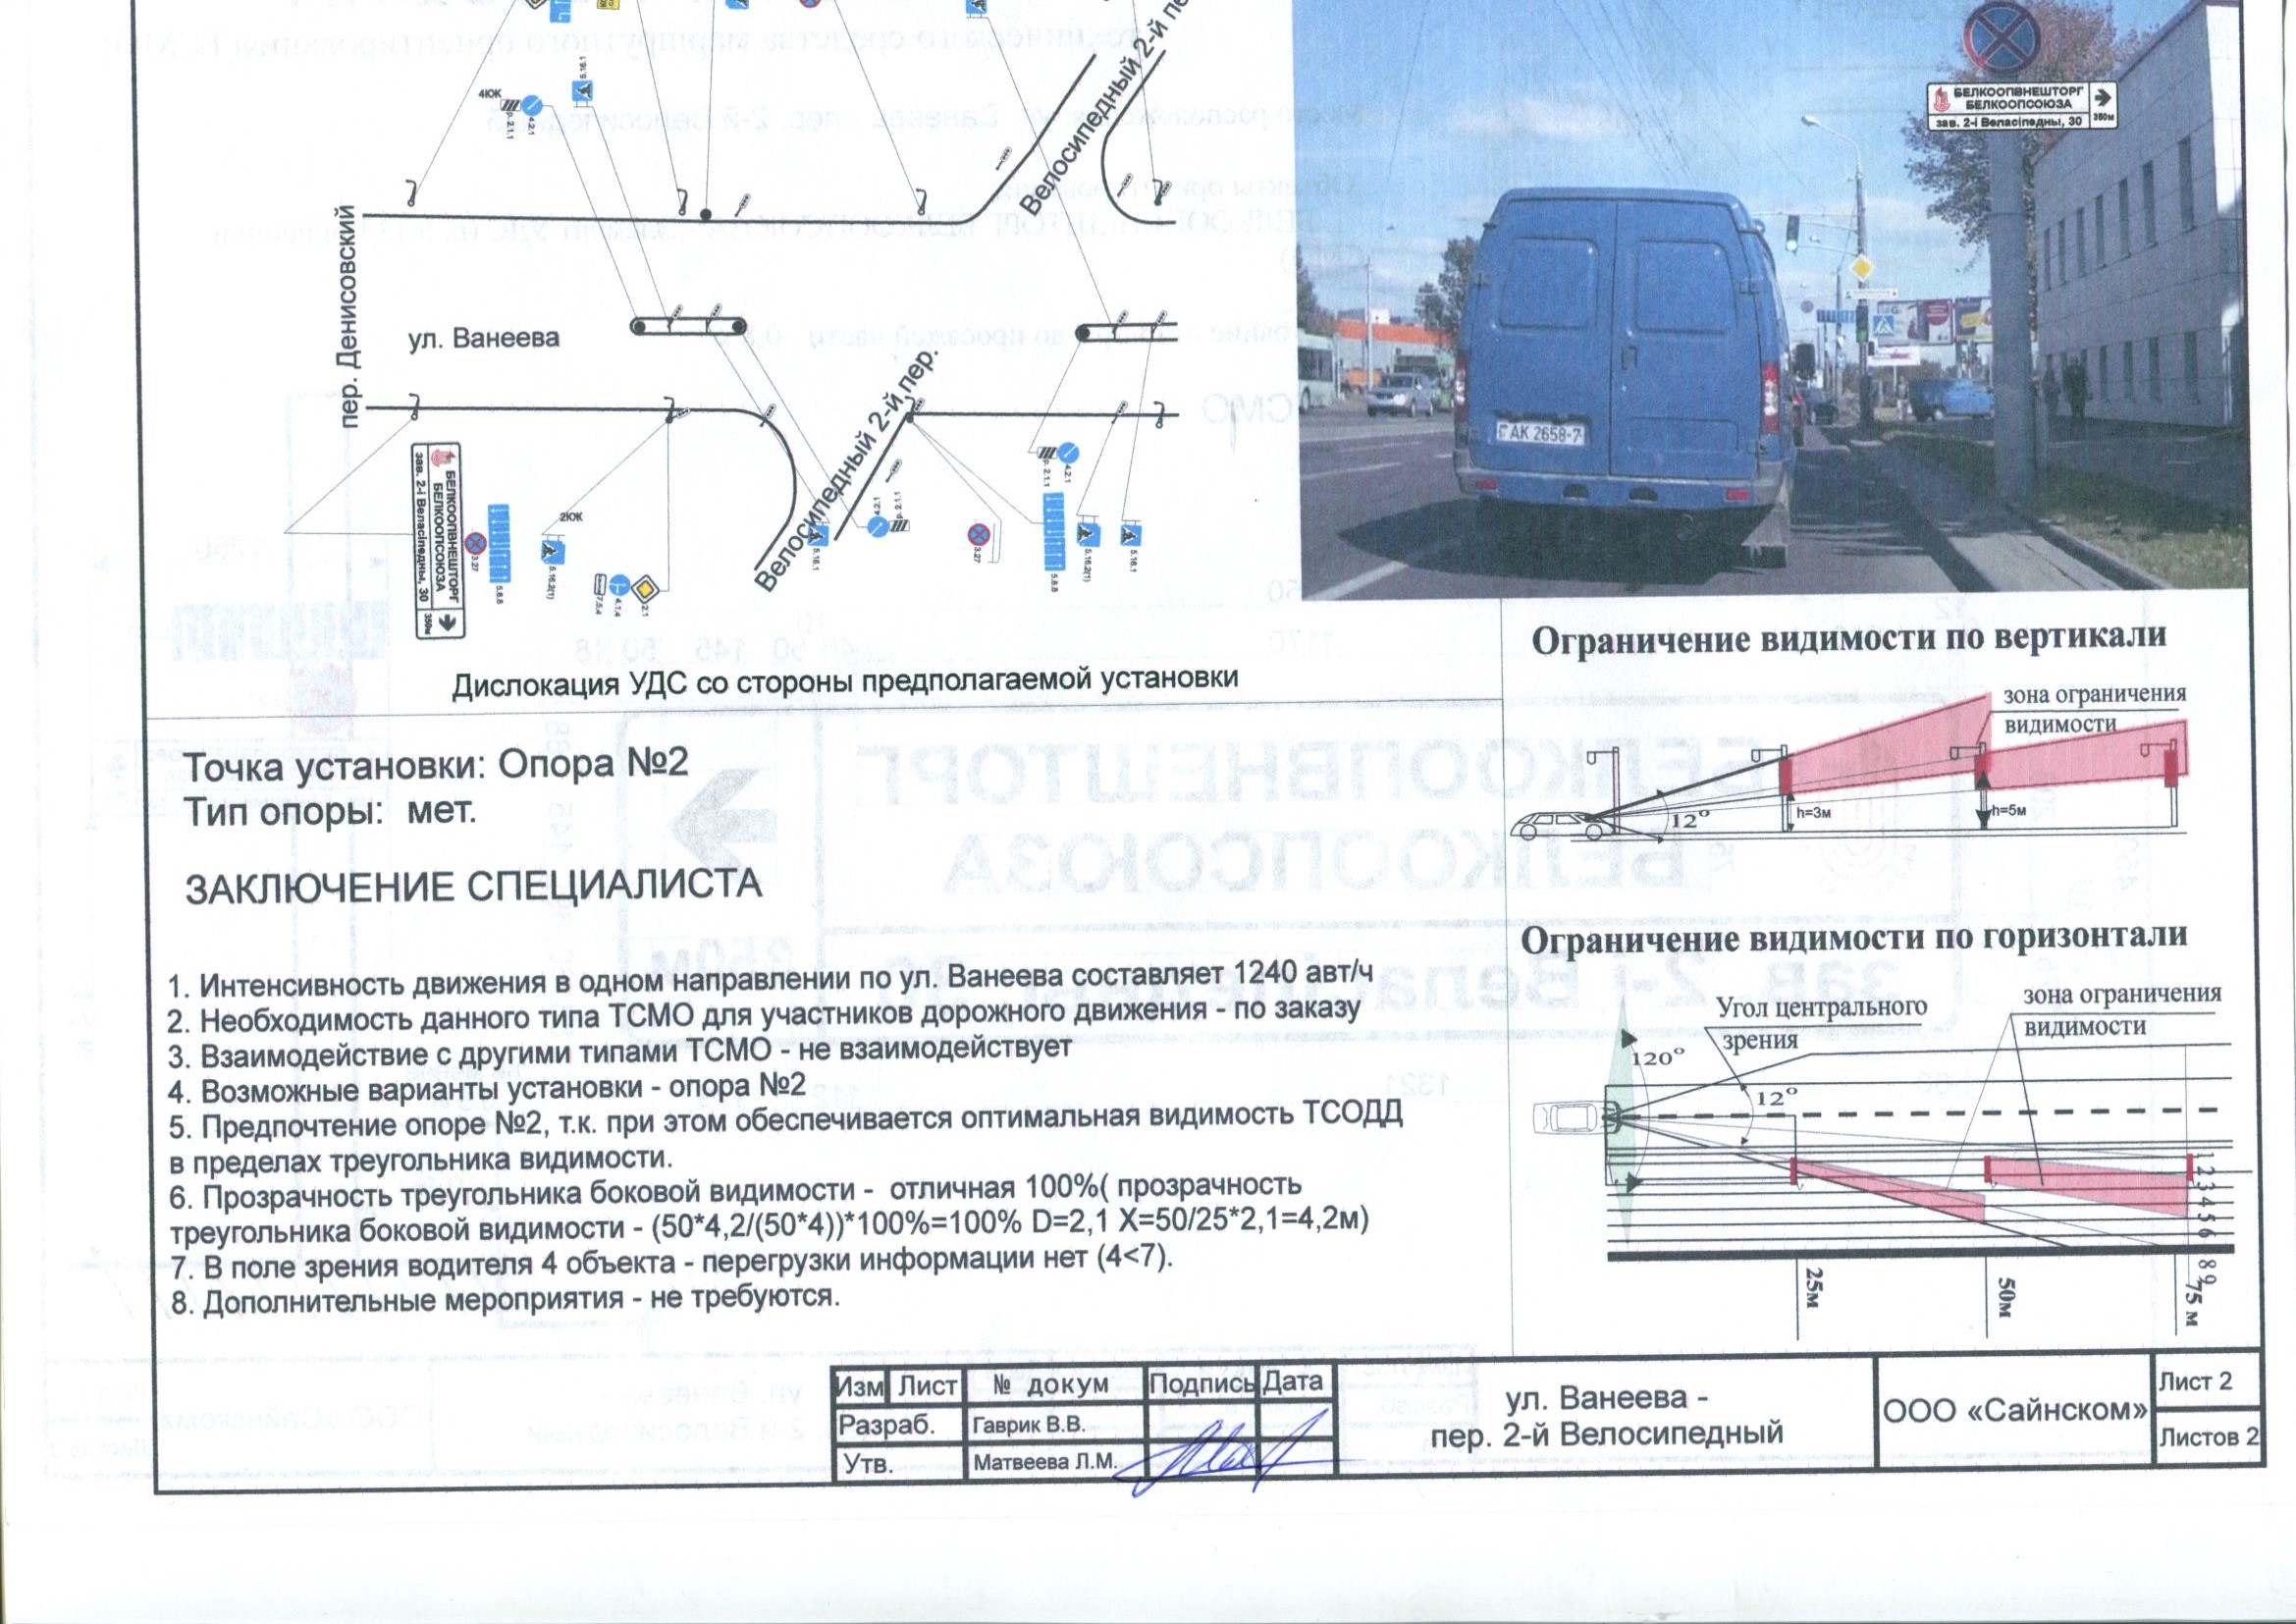 4КЖ
р. 2.1.1
4.2.1
5.16.1
Велосипедный 2-й
пер. Денисовский
ул. Ванеева
Велосипедный 2-й пер.
Велосипедный 2-й пер.
БЕЛКООПВНЕШТОРГ
БЕЛКООПСОЮЗА
зав. 2-і Веласіпедны, 30
350м
3.27
5.8.8
2КЖ
5.16.2(1)
7.5.4
4.1.4
2.1
5.16.1
4.2.1
р. 2.1.1
3.27
р. 2.1.1
4.2.1
5.8.8
5.16.2(1)
5.16.1
Дислокация УДС со стороны предполагаемой установки
БЕЛКООПВНЕШТОРГ
БЕЛКООПСОЮЗА
зав. 2-і Веласіпедны, 30
350м
АК 2658-7
Точка установки: Опора №2
Тип опоры: мет.
ЗАКЛЮЧЕНИЕ СПЕЦИАЛИСТА
1. Интенсивность движения в одном направлении по ул. Ванеева составляет 1240 авт/ч
2. Необходимость данного типа ТСМО для участников дорожного движения - по заказу
3. Взаимодействие с другими типами ТСМО - не взаимодействует
4. Возможные варианты установки - опора №2
5. Предпочтение опоре №2, т.к. при этом обеспечивается оптимальная видимость ТСОДД
в пределах треугольника видимости.
6. Прозрачность треугольника боковой видимости - отличная 100%( прозрачность
треугольника боковой видимости - (50*4,2/(50*4))*100%=100% D=2,1 X=50/25*2,1=4,2м)
7. В поле зрения водителя 4 объекта - перегрузки информации нет (4<7).
8. Дополнительные мероприятия - не требуются.
Ограничение видимости по вертикали
зона ограничения
видимости
12°
h=3м
h=5м
Ограничение видимости по горизонтали
Угол центрального
зрения
зона ограничения
видимости
120°
12°
1 2 3 4 5 6 8 9
25м
50м
75 м
Изм Лист № докум Подпись Дата
Разраб. Гаврик В.В.
Утв. Матвеева Л.М.
ул. Ванеева -
пер. 2-й Велосипедный
ООО «Сайнском»
Лист 2
Листов 2